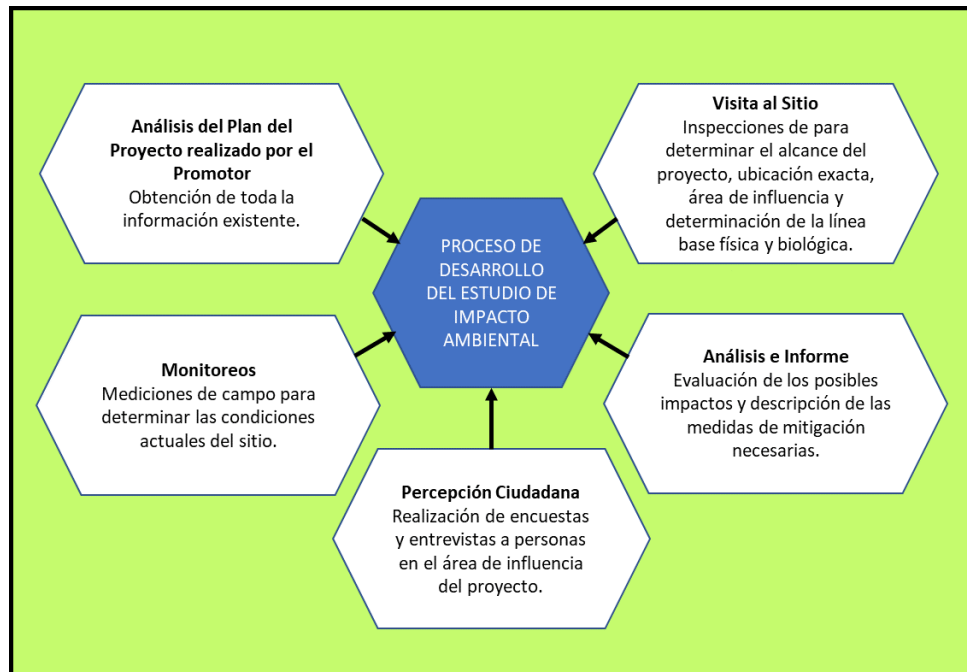 Análisis del Plan del
Proyecto realizado por el
Promotor
Obtención de toda la
información existente.
Visita al Sitio
Inspecciones de para
determinar el alcance del
proyecto, ubicación exacta,
área de influencia y
determinación de la línea
base física y biológica.
PROCESO DE
DESARROLLO
DEL ESTUDIO DE
IMPACTO
AMBIENTAL
Monitoreos
Mediciones de campo para
determinar las condiciones
actuales del sitio.
Análisis e Informe
Evaluación de los posibles
impactos y descripción de las
medidas de mitigación
necesarias.
Percepción Ciudadana
Realización de encuestas
y entrevistas a personas
en el área de influencia
del proyecto.